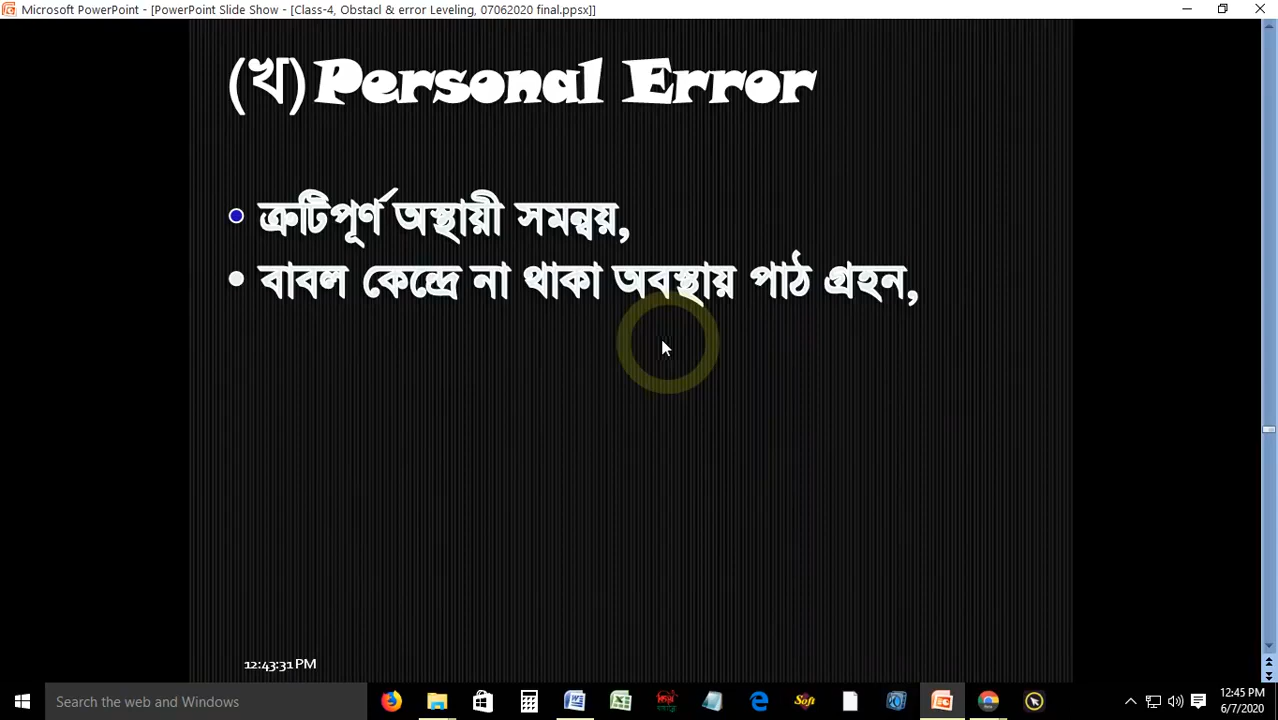 Microsoft PowerPoint - [PowerPoint Slide Show - [Class-4, Obstacl & error Leveling, 07062020 final.ppsx]]
(খ)Personal Error
• ত্রুটিপূর্ণ অস্থায়ী সমন্বয়,
• বাবল কেন্দ্রে না থাকা অবস্থায় পাঠ গ্রহন,
12:43:31 PM
Search the web and Windows
Soft
12:45 PM
6/7/2020